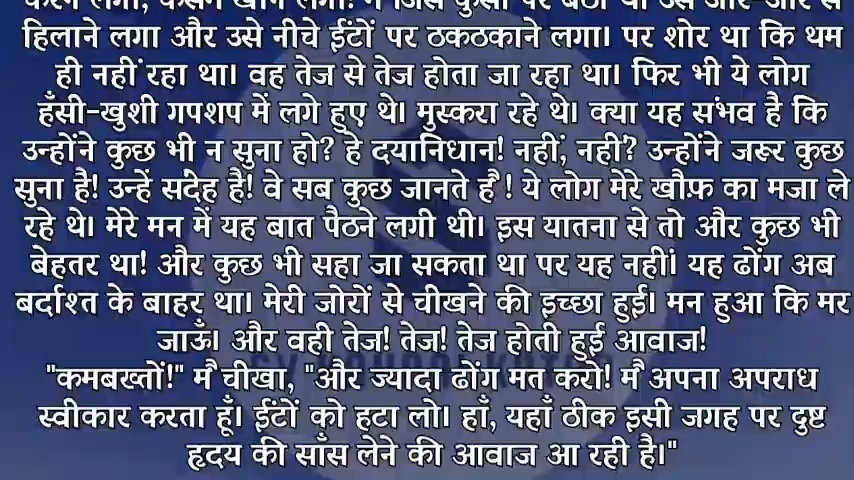 हिलाने लगा और उसे नीचे ईंटों पर ठकठकाने लगा। पर शोर था कि थम
ही नहीं रहा था। वह तेज से तेज होता जा रहा था। फिर भी ये लोग
हँसी-खुशी गपशप में लगे हुए थे। मुस्करा रहे थे। क्या यह संभव है कि
उन्होंने कुछ भी न सुना हो? हे दयानिधान! नहीं, नहीं? उन्होंने जरूर कुछ
सुना है! उन्हें संदेह है! वे सब कुछ जानते हैं! ये लोग मेरे खौफ़ का मजा ले
रहे थे। मेरे मन में यह बात पैठने लगी थी। इस यातना से तो और कुछ भी
बेहतर था! और कुछ भी सहा जा सकता था पर यह नहीं। यह ढोंग अब
बर्दाश्त के बाहर था। मेरी जोरों से चीखने की इच्छा हुई। मन हुआ कि मर
जाऊँ। और वही तेज! तेज! तेज होती हुई आवाज!
"कमबख्तों!" मैं चीखा, "और ज्यादा ढोंग मत करो! मैं अपना अपराध
स्वीकार करता हूँ। ईंटों को हटा लो। हाँ, यहाँ ठीक इसी जगह पर दुष्ट
हृदय की साँस लेने की आवाज आ रही है।"